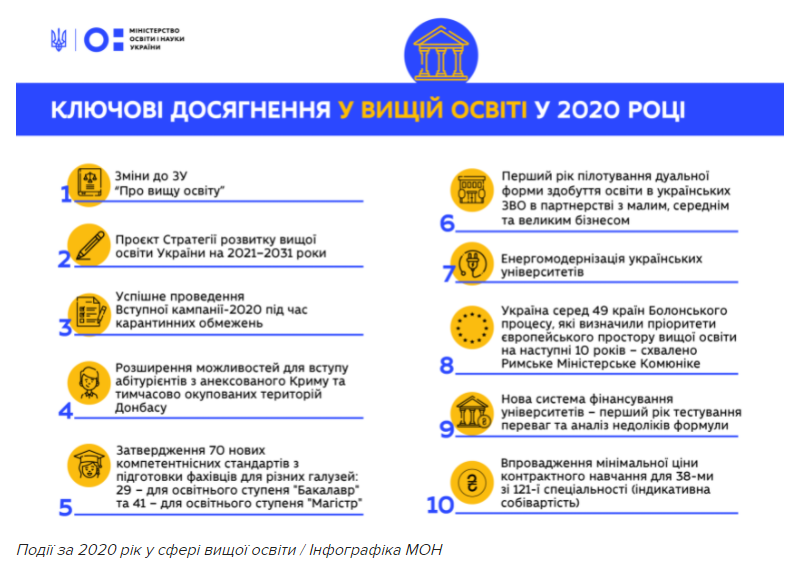 МІНІСТЕРСТВО
ОСВІТИ І НАУКИ
УКРАЇНИ
КЛЮЧОВІ ДОСЯГНЕННЯ У ВИЩІЙ ОСВІТІ У 2020 РОЦІ
1
Зміни до ЗУ
“Про вищу освіту”
2
Проєкт Стратегії розвитку вищої
освіти України на 2021–2031 роки
3
Успішне проведення
Вступної кампанії-2020 під час
карантинних обмежень
4
Розширення можливостей для вступу
абітурієнтів з анексованого Криму та
тимчасово окупованих територій
Донбасу
5
Затвердження 70 нових
компетентнісних стандартів з
підготовки фахівців для різних галузей:
29 – для освітнього ступеня "Бакалавр"
та 41 – для освітнього ступеня "Магістр"
6
Перший рік пілотування дуальної
форми здобуття освіти в українських
ЗВО в партнерстві з малим, середнім
та великим бізнесом
7
Енергомодернізація українських
університетів
8
Україна серед 49 країн Болонського
процесу, які визначили пріоритети
європейського простору вищої освіти
на наступні 10 років – схвалено
Римське Міністерське Комюніке
9
Нова система фінансування
університетів – перший рік тестування
переваг та аналіз недоліків формули
10
Впровадження мінімальної ціни
контрактного навчання для 38-ми
зі 121-ї спеціальності (індикативна
собівартість)
Події за 2020 рік у сфері вищої освіти / Інфографіка МОН